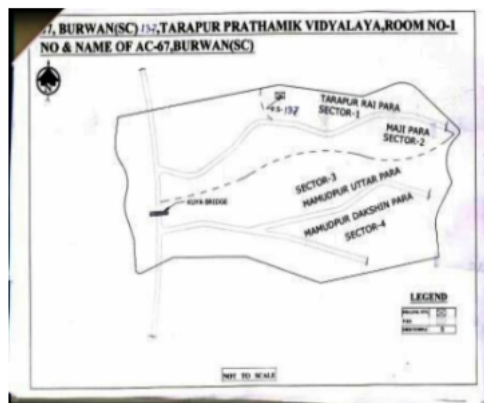 67, BURWAN(SC) 137,TARAPUR PRATHAMIK VIDYALAYA,ROOM NO-1
NO & NAME OF AC-67,BURWAN(SC)
TARAPUR RAI PARA
SECTOR-1
P.S-137
MAJI PARA
SECTOR-2
SECTOR-3
MAMUDPUR UTTAR PARA
KUYA-BRIDGE
MAMUDPUR DAKSHIN PARA
SECTOR-4
LEGEND
NOT TO SCALE